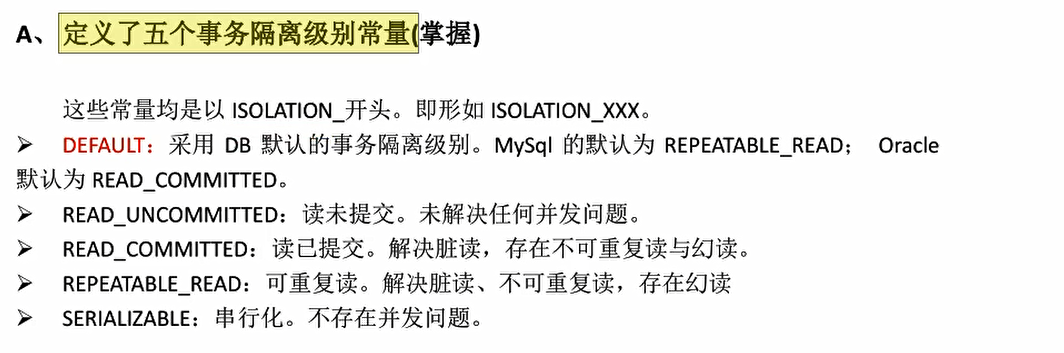 A、定义了五个事务隔离级别常量(掌握)
这些常量均是以 ISOLATION_开头。即形如 ISOLATION_XXX。
➢ DEFAULT：采用 DB 默认的事务隔离级别。MySql 的默认为 REPEATABLE_READ； Oracle
默认为 READ_COMMITTED。
➢ READ_UNCOMMITTED：读未提交。未解决任何并发问题。
➢ READ_COMMITTED：读已提交。解决脏读，存在不可重复读与幻读。
➢ REPEATABLE_READ：可重复读。解决脏读、不可重复读，存在幻读
➢ SERIALIZABLE：串行化。不存在并发问题。